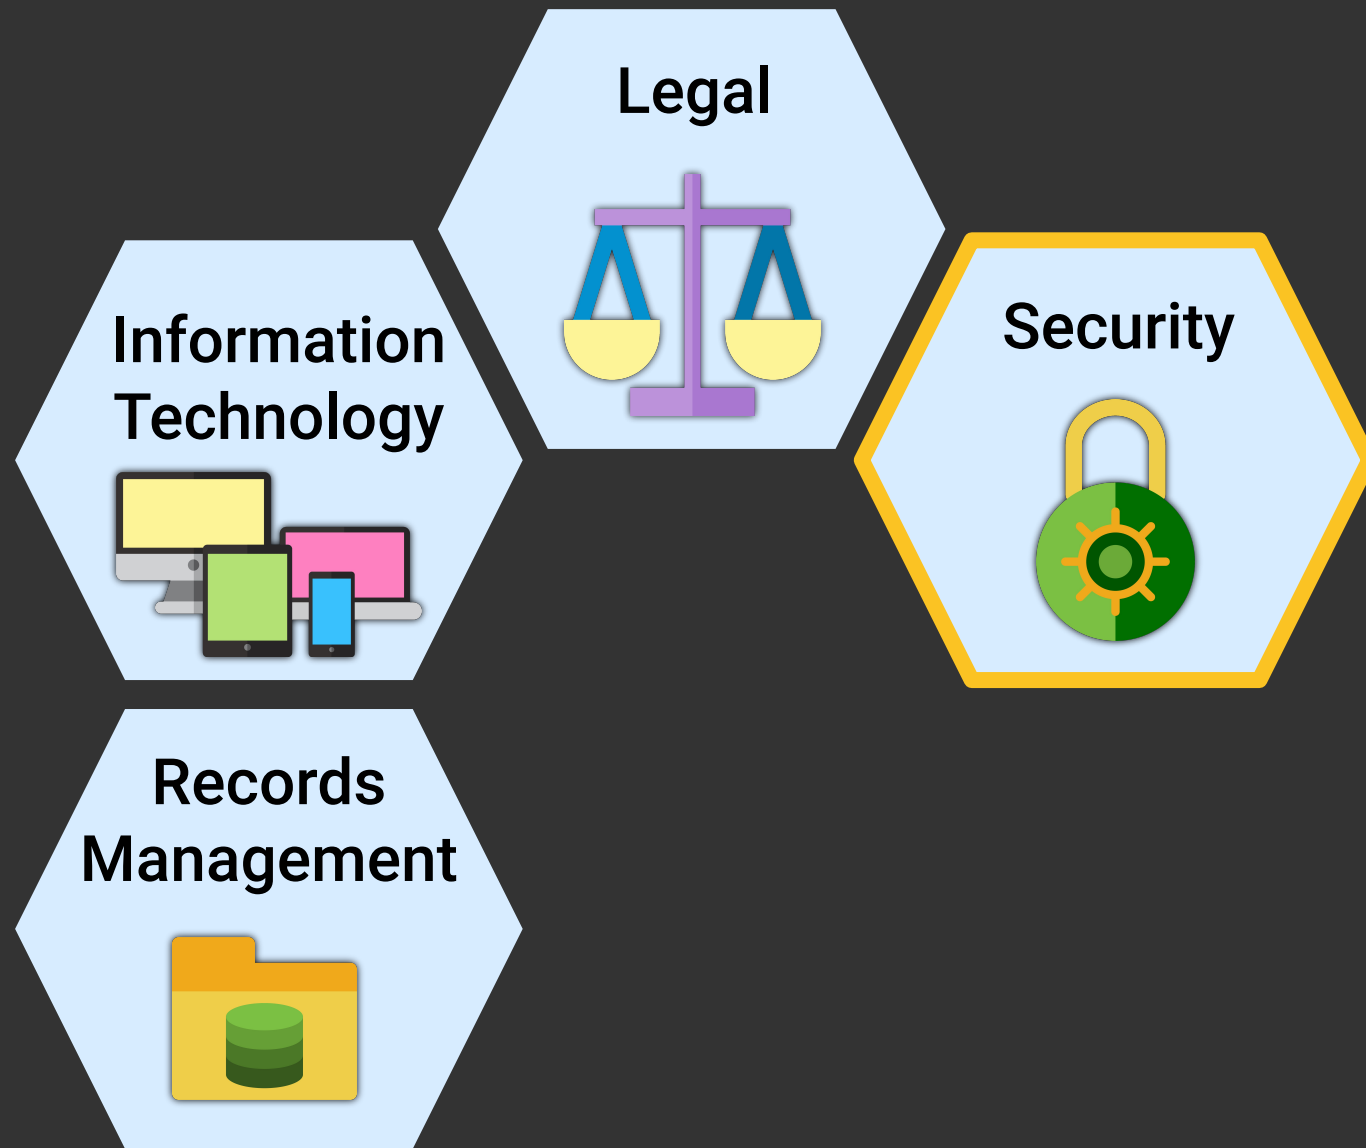 Legal
Information
Technology
Security
Records
Management